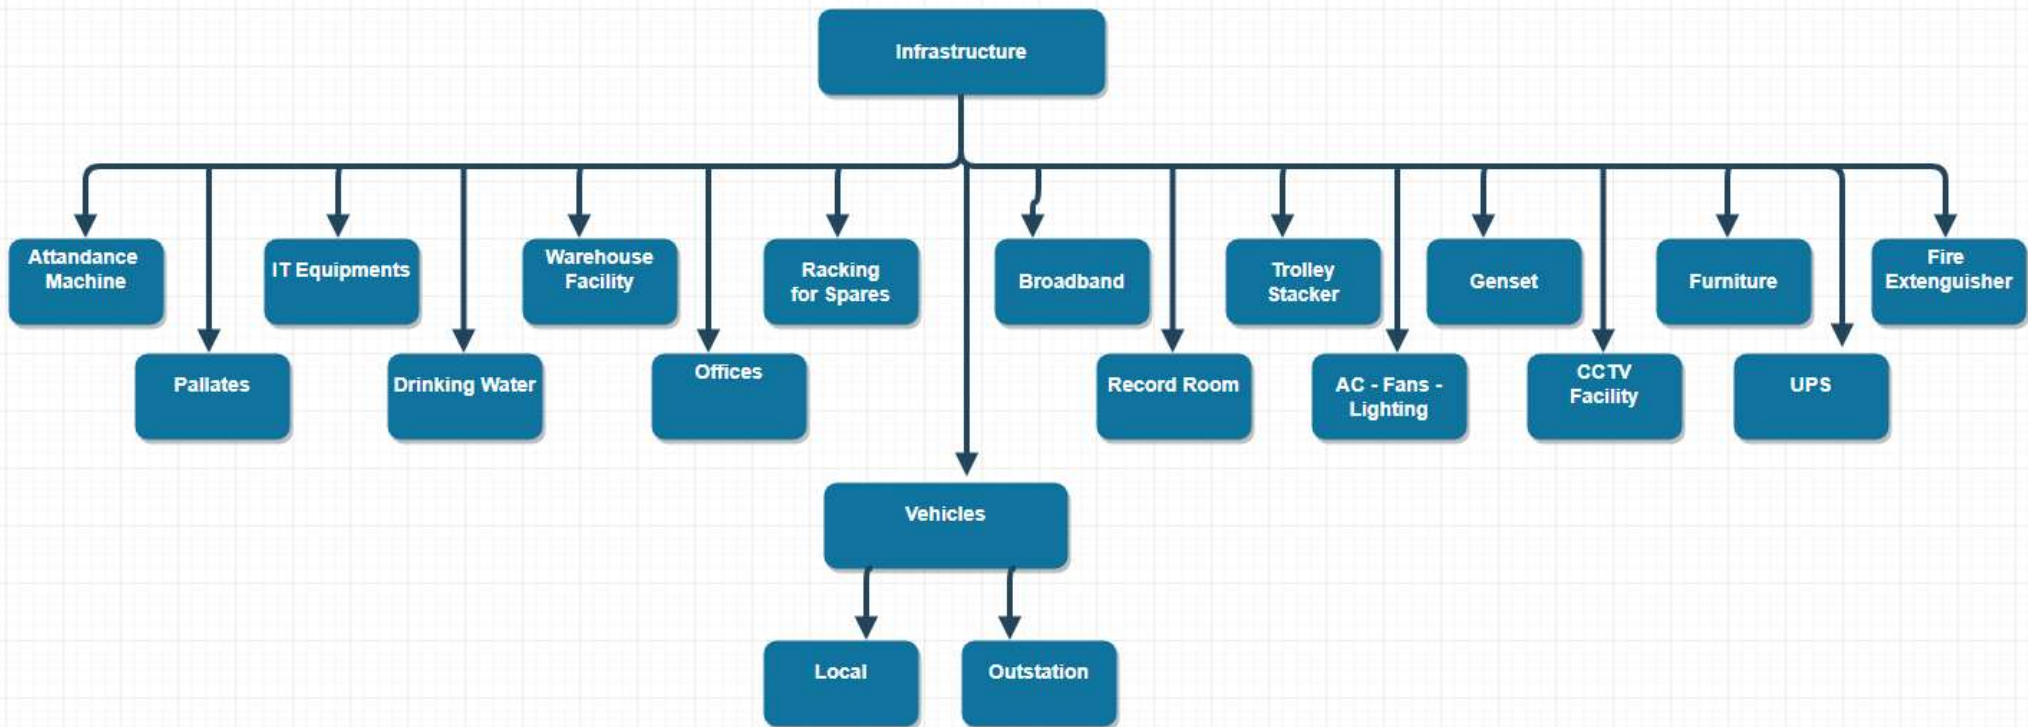 Infrastructure
Attandance
Machine
IT Equipments
Warehouse
Facility
Racking
for Spares
Broadband
Trolley
Stacker
Genset
Furniture
Fire
Extenguisher
Pallates
Drinking Water
Offices
Record Room
AC - Fans -
Lighting
CCTV
Facility
UPS
Vehicles
Local
Outstation